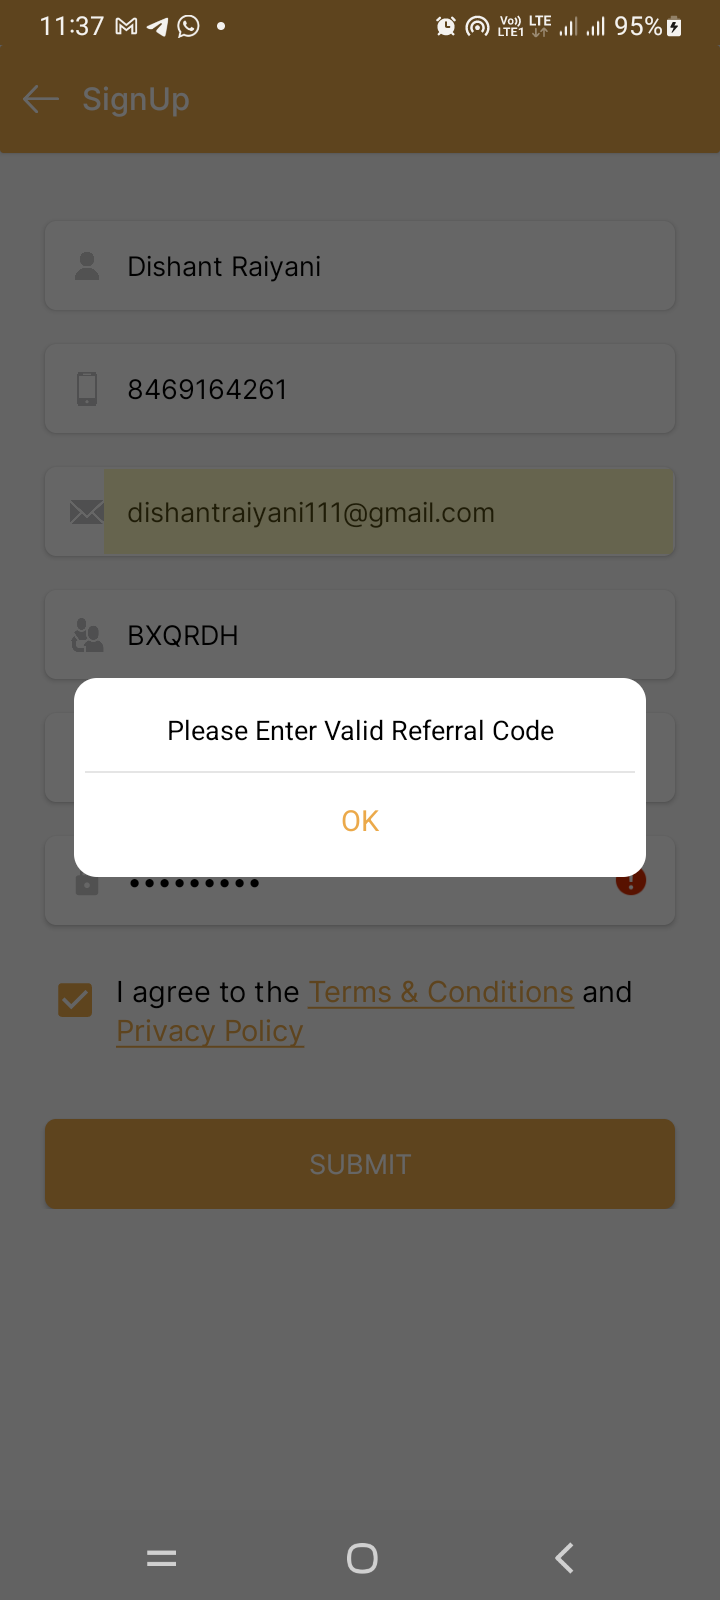 11:37
Vo)) LTE1 LTE 95%
SignUp
Dishant Raiyani
8469164261
dishantraiyani111@gmail.com
BXQRDH
Please Enter Valid Referral Code
OK
•••••••••
I agree to the Terms & Conditions and
Privacy Policy
SUBMIT